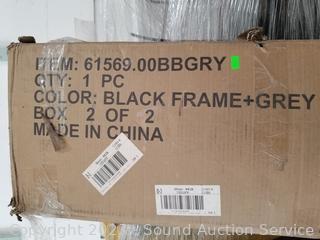 ITEM: 61569.00BBGRY
QTY: 1 PC
COLOR: BLACK FRAME+GREY
BOX 2 OF 2
MADE IN CHINA
Copyright 2023 Sound Auction Service